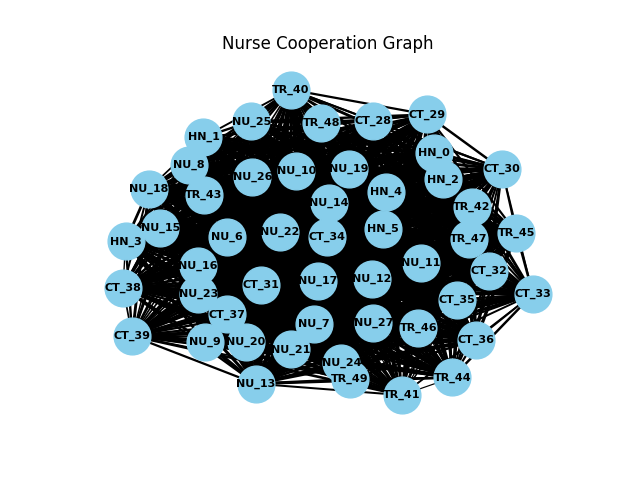 Nurse Cooperation Graph
TR_40
CT_29
NU_25
TR_48
CT_28
HN_1
HN_0
NU_8
NU_10
NU_19
CT_30
NU_26
HN_2
NU_18
TR_43
HN_4
NU_14
TR_42
NU_15
HN_5
NU_22
TR_45
NU_6
CT_34
TR_47
HN_3
NU_11
NU_16
CT_32
NU_17
NU_12
CT_31
CT_38
NU_23
CT_33
CT_35
CT_37
NU_7
NU_27
TR_46
CT_39
NU_9
NU_20
CT_36
NU_21
NU_24
TR_44
TR_49
NU_13
TR_41